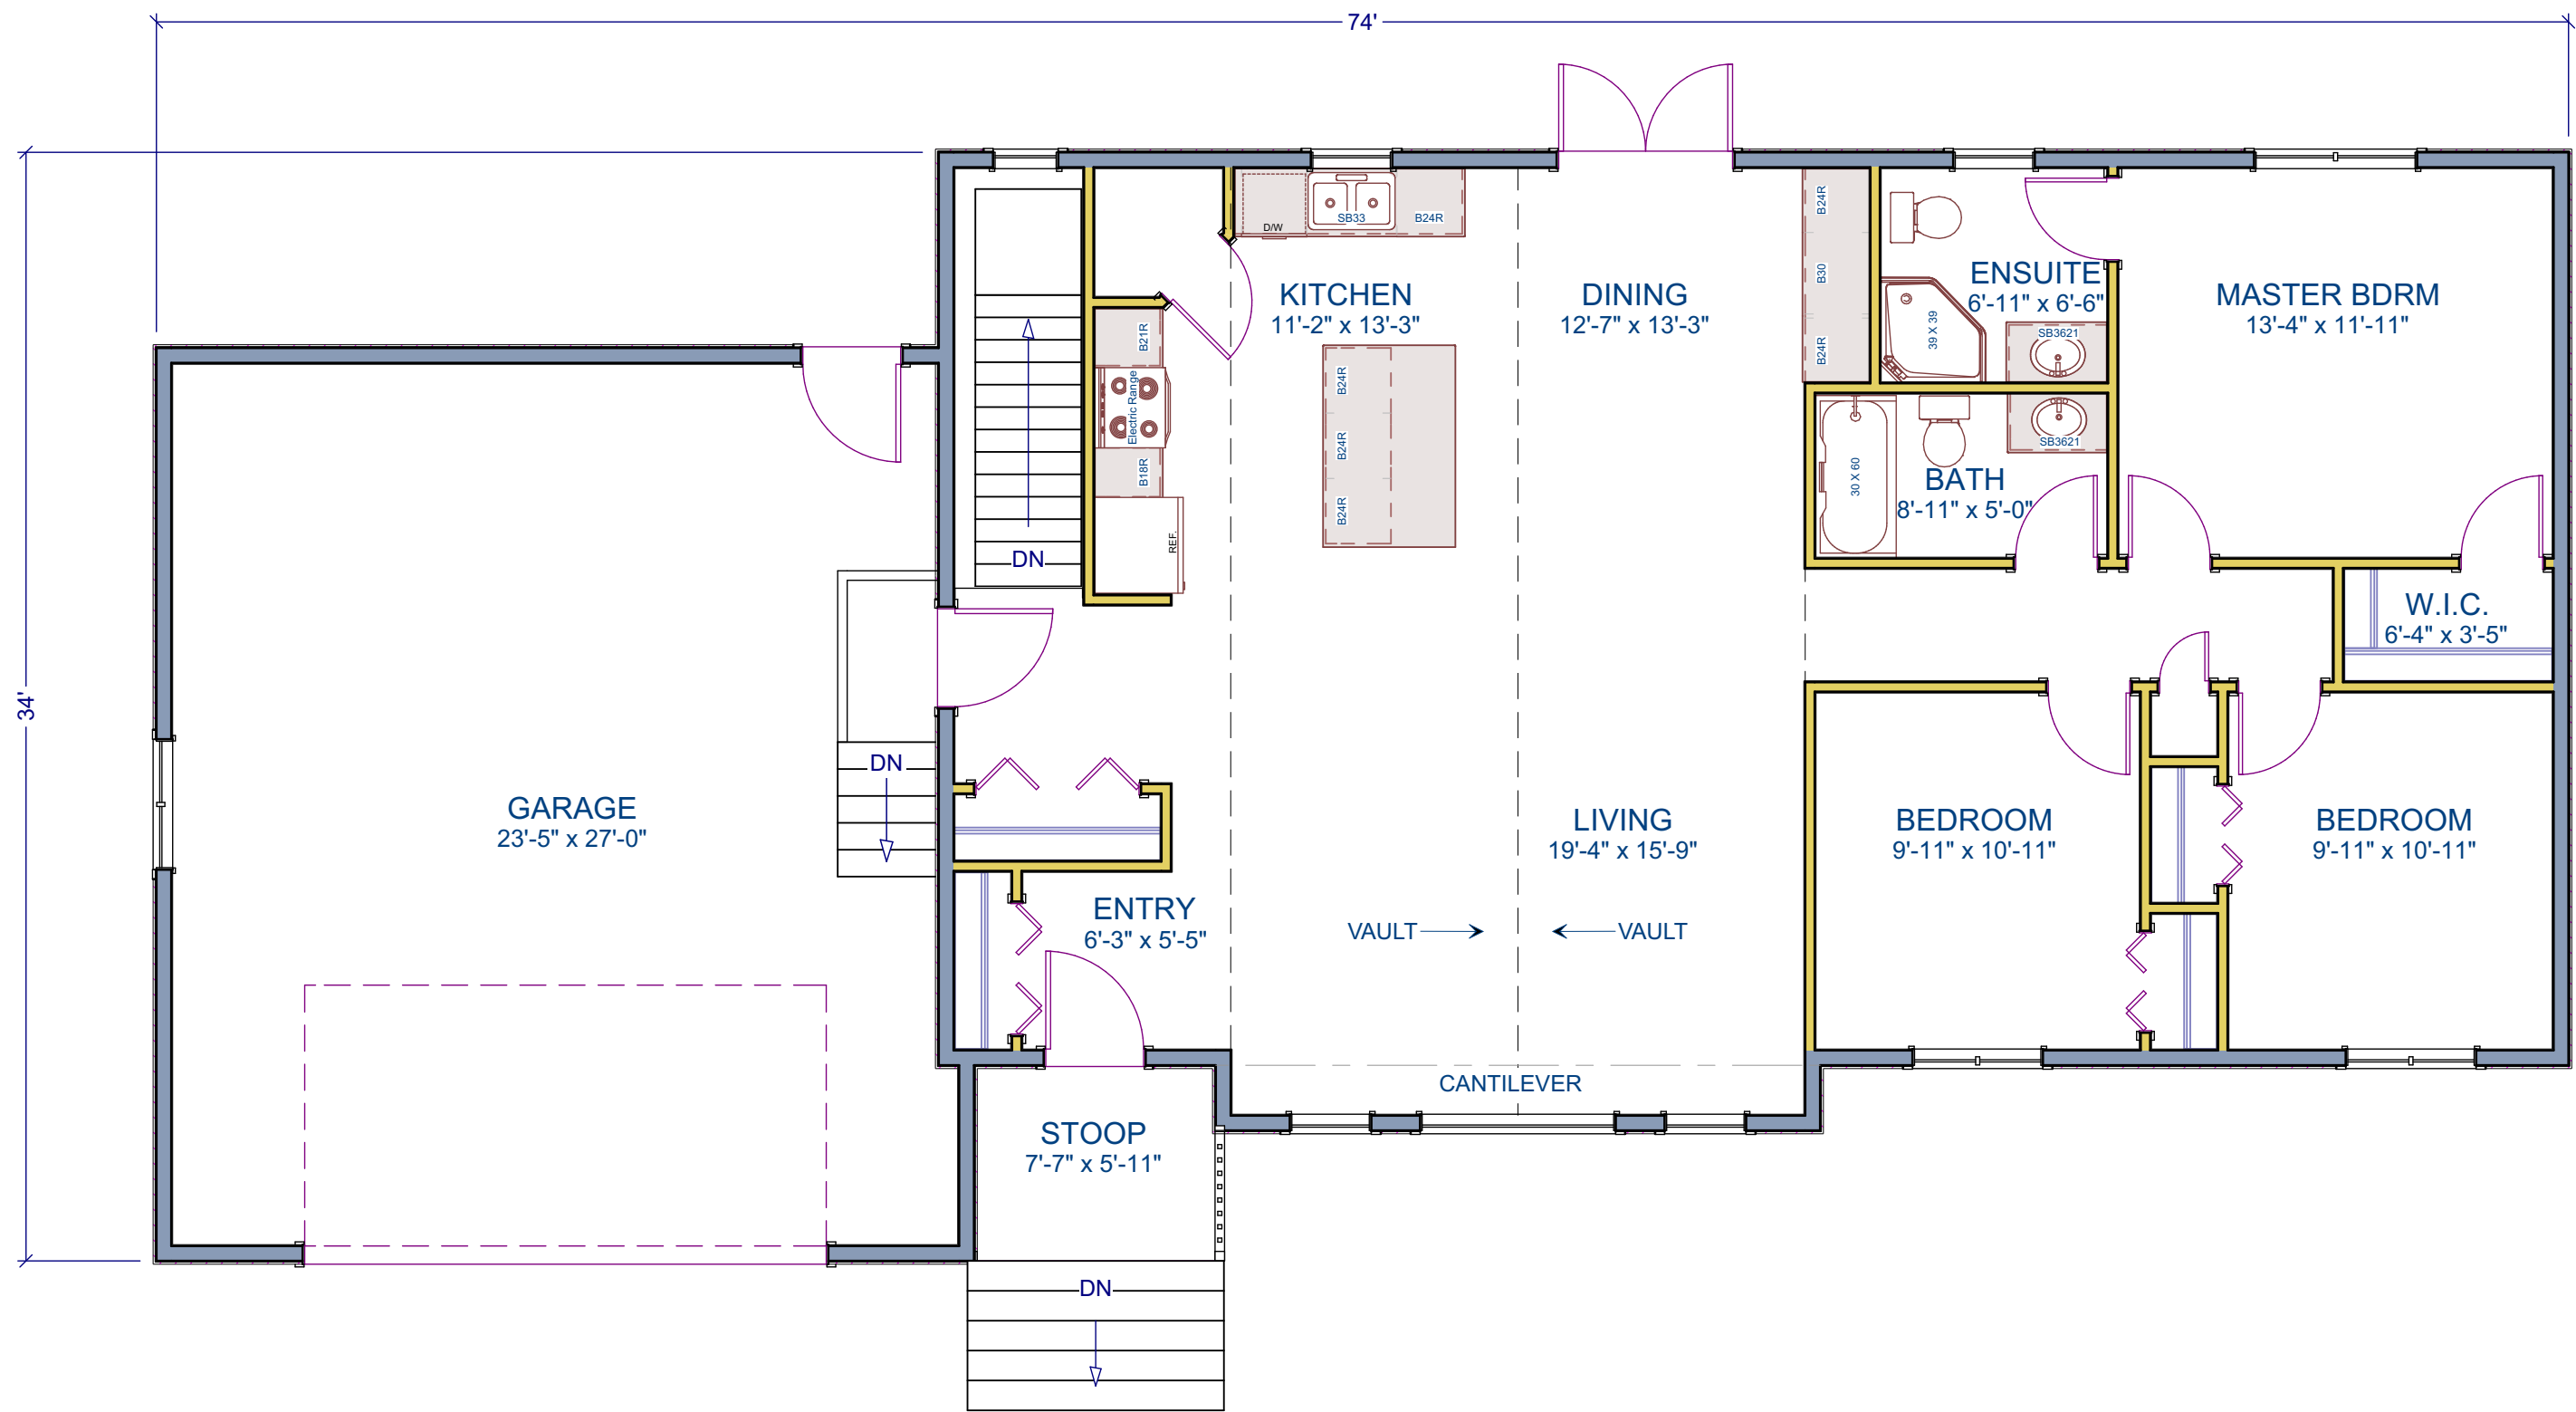 74'
34'
D/W
SB33
B24R
B24R
B30
B24R
ENSUITE
6'-11" x 6'-6"
39 X 39
SB3621
KITCHEN
11'-2" x 13'-3"
DINING
12'-7" x 13'-3"
MASTER BDRM
13'-4" x 11'-11"
B21R
Electric Range
B18R
REF.
B24R
B24R
B24R
SB3621
30 X 60
BATH
8'-11" x 5'-0"
DN
W.I.C.
6'-4" x 3'-5"
DN
GARAGE
23'-5" x 27'-0"
LIVING
19'-4" x 15'-9"
BEDROOM
9'-11" x 10'-11"
BEDROOM
9'-11" x 10'-11"
ENTRY
6'-3" x 5'-5"
VAULT
VAULT
CANTILEVER
STOOP
7'-7" x 5'-11"
DN